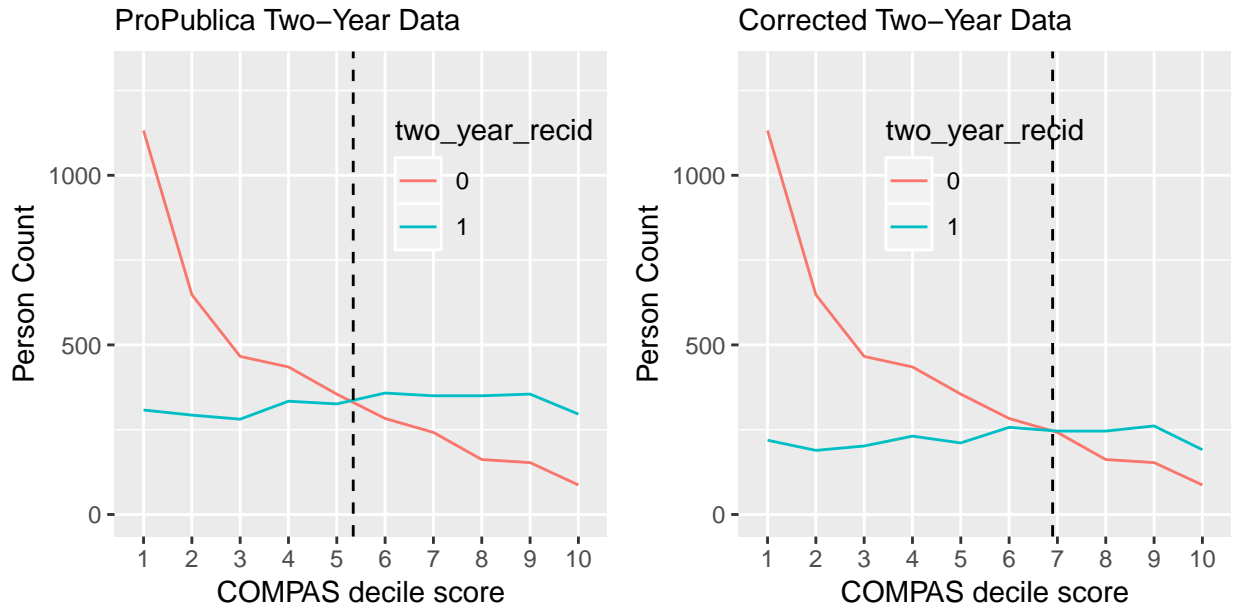 ProPublica Two−Year Data
Person Count
1000
500
0
two_year_recid
0
1
1 2 3 4 5 6 7 8 9 10
COMPAS decile score
Corrected Two−Year Data
Person Count
1000
500
0
two_year_recid
0
1
1 2 3 4 5 6 7 8 9 10
COMPAS decile score